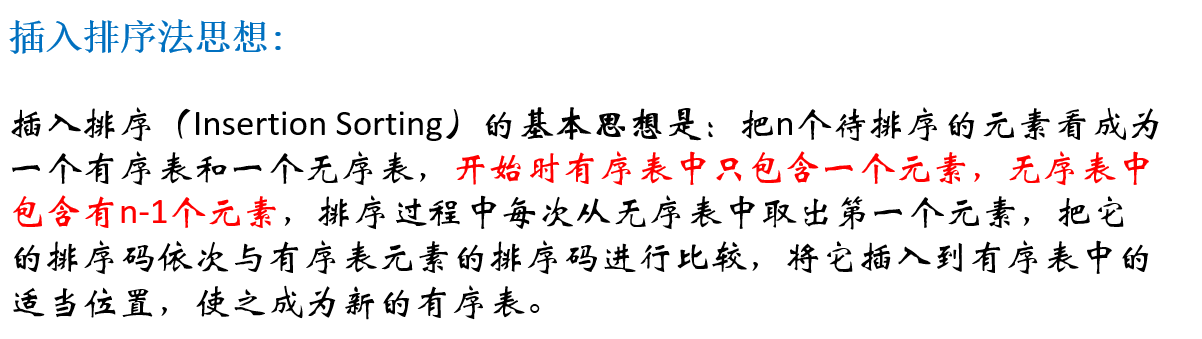 插入排序法思想：
插入排序（Insertion Sorting）的基本思想是：把n个待排序的元素看成为
一个有序表和一个无序表，开始时有序表中只包含一个元素，无序表中
包含有n-1个元素，排序过程中每次从无序表中取出第一个元素，把它
的排序码依次与有序表元素的排序码进行比较，将它插入到有序表中的
适当位置，使之成为新的有序表。